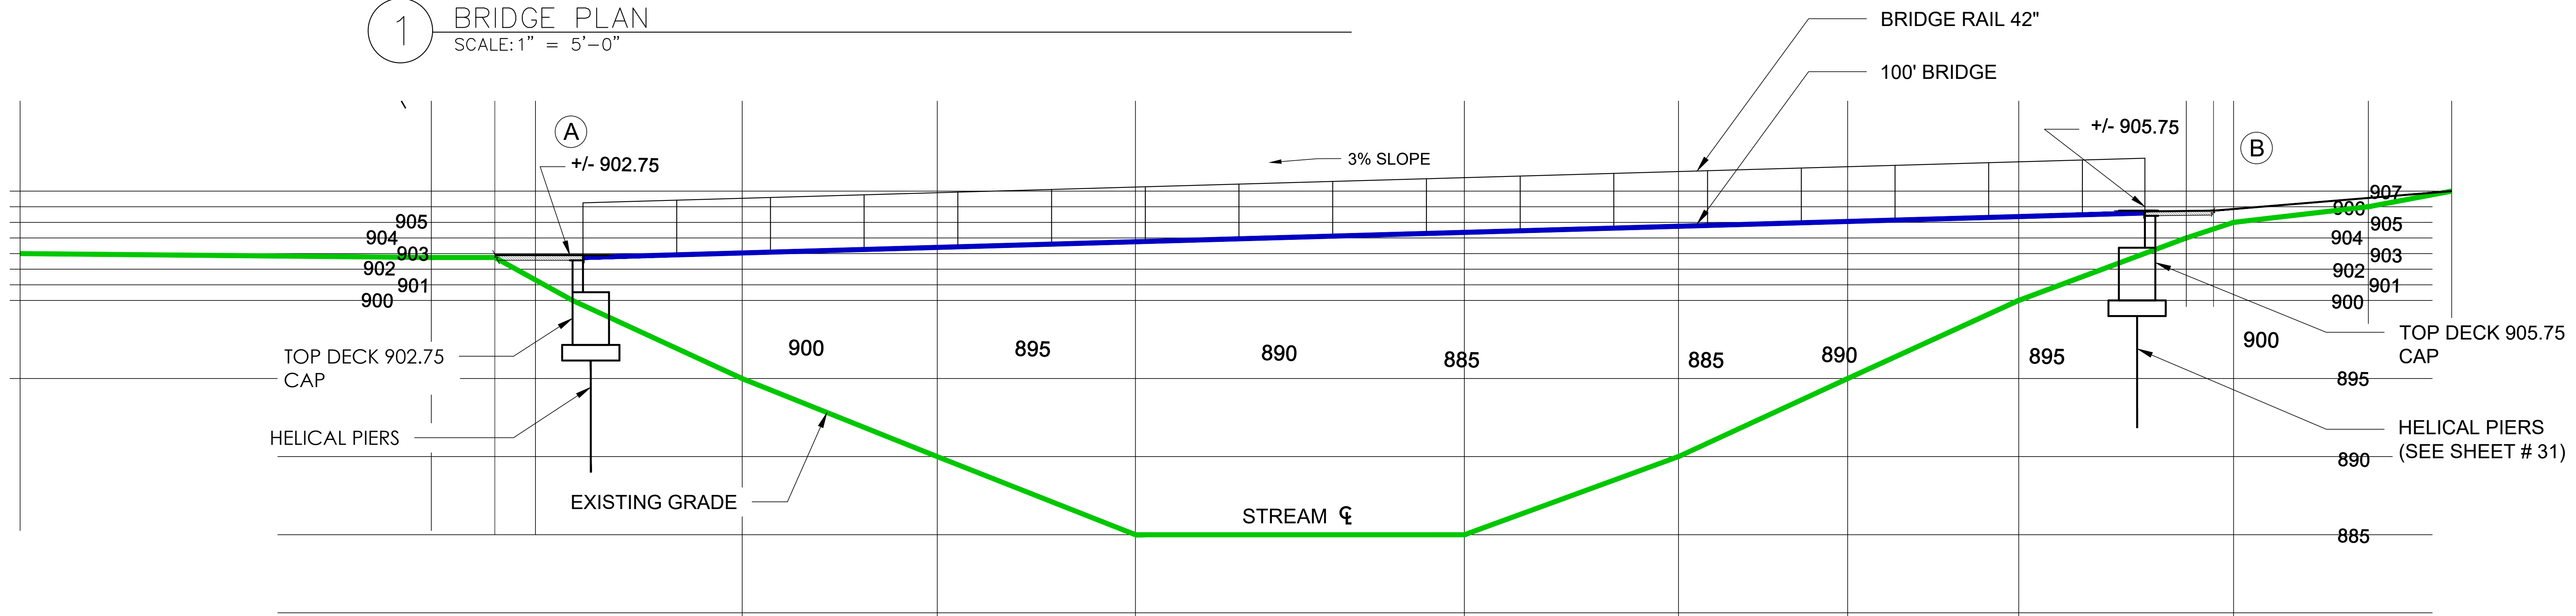 1
BRIDGE PLAN
SCALE: 1" = 5'-0"
BRIDGE RAIL 42"
100' BRIDGE
A
+/- 902.75
3% SLOPE
+/- 905.75
B
905
904
903
902
901
900
907
906
905
904
903
902
901
900
TOP DECK 902.75
CAP
900
895
890
885
885
890
895
900
TOP DECK 905.75
CAP
895
HELICAL PIERS
HELICAL PIERS
(SEE SHEET # 31)
890
EXISTING GRADE
STREAM ℄
885